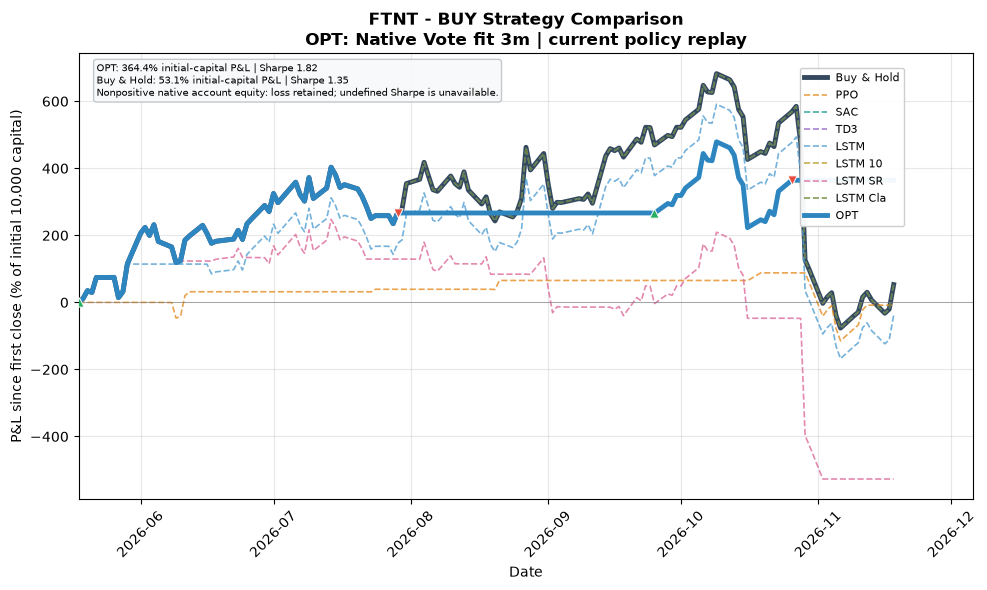 FTNT - BUY Strategy Comparison
OPT: Native Vote fit 3m | current policy replay
OPT: 364.4% initial-capital P&L | Sharpe 1.82
Buy & Hold: 53.1% initial-capital P&L | Sharpe 1.35
Nonpositive native account equity: loss retained; undefined Sharpe is unavailable.
Buy & Hold
PPO
SAC
TD3
LSTM
LSTM 10
LSTM SR
LSTM Cla
OPT
P&L since first close (% of initial 10,000 capital)
600
400
200
0
−200
−400
2026-06
2026-07
2026-08
2026-09
2026-10
2026-11
2026-12
Date